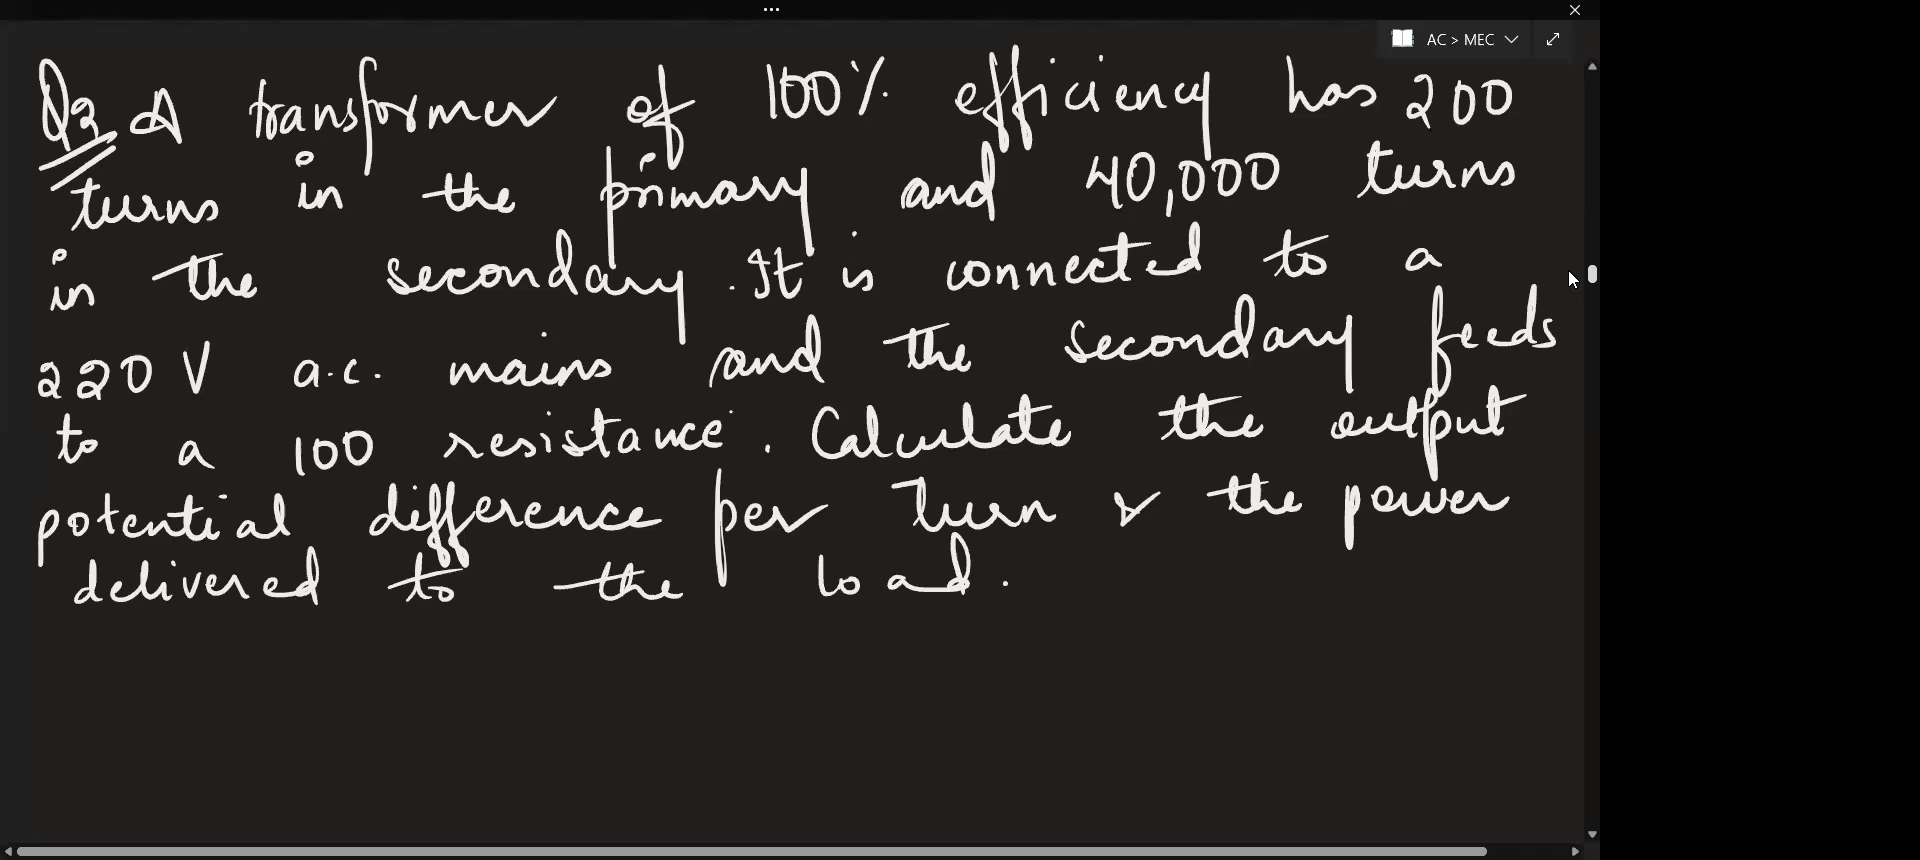 AC > MEC
Q2 A transformer of 100% efficiency has 200
turns in the primary and 40,000 turns
in the secondary. It is connected to a
220 V a.c. mains and the secondary feeds
to a 100 resistance. Calculate the output
potential difference per turn & the power
delivered to the load.